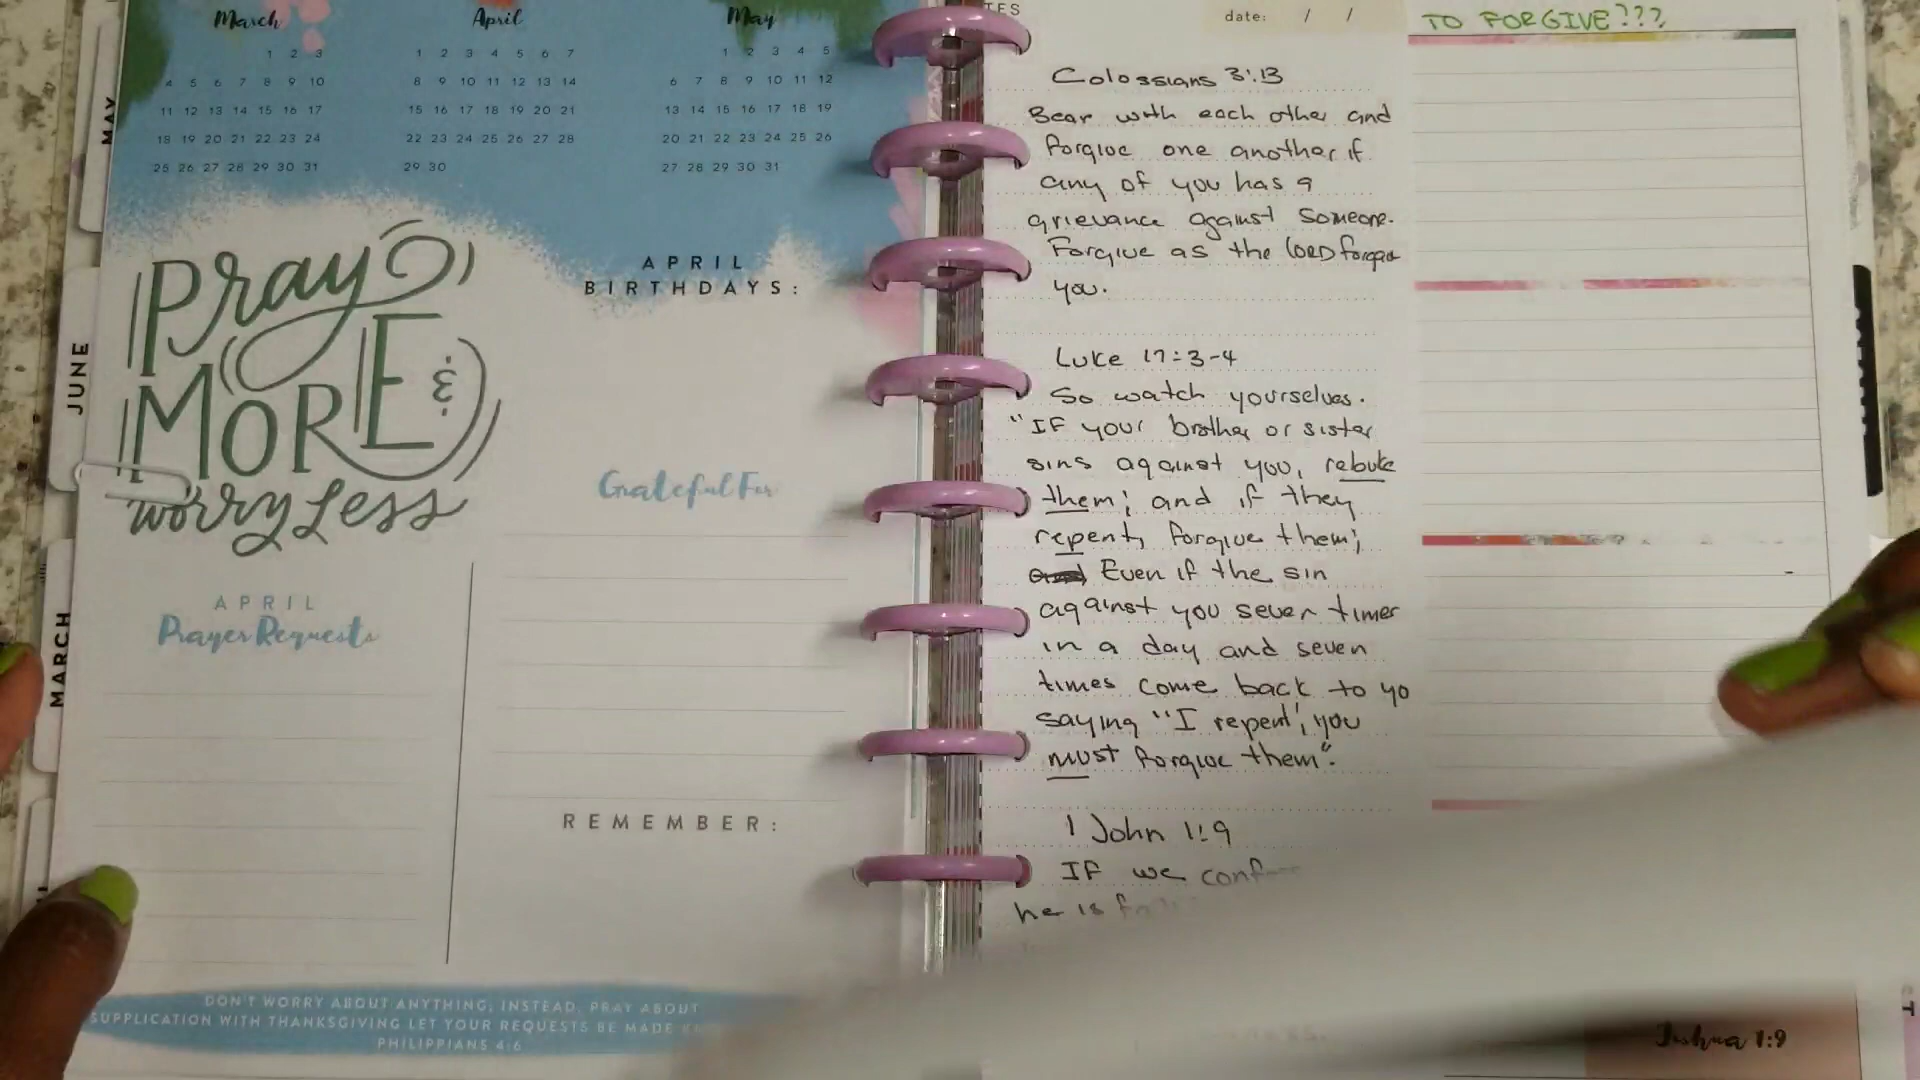 March
1 2 3
4 5 6 7 8 9 10
11 12 13 14 15 16 17
18 19 20 21 22 23 24
25 26 27 28 29 30 31
April
1 2 3 4 5 6 7
8 9 10 11 12 13 14
15 16 17 18 19 20 21
22 23 24 25 26 27 28
29 30
May
1 2 3 4 5
6 7 8 9 10 11 12
13 14 15 16 17 18 19
20 21 22 23 24 25 26
27 28 29 30 31
MAY
JUNE
MARCH
Pray
MORE &
worry Less
APRIL
BIRTHDAYS:
Grateful For
APRIL
Prayer Requests
REMEMBER:
DON'T WORRY ABOUT ANYTHING; INSTEAD, PRAY ABOUT
SUPPLICATION WITH THANKSGIVING LET YOUR REQUESTS BE MADE
PHILIPPIANS 4:6
date: / /
Colossians 3:13
Bear with each other and
forgive one another if
any of you has a
grievance against someone.
Forgive as the LORD forgave
you.
Luke 17:3-4
So watch yourselves.
"IF your brother or sister
sins against you, rebuke
them; and if they
repent, forgive them;
Even if the sin
against you seven times
in a day and seven
times come back to yo
saying "I repent', you
must forgive them".
1 John 1:9
IF we conf
he is
TO FORGIVE???
Joshua 1:9